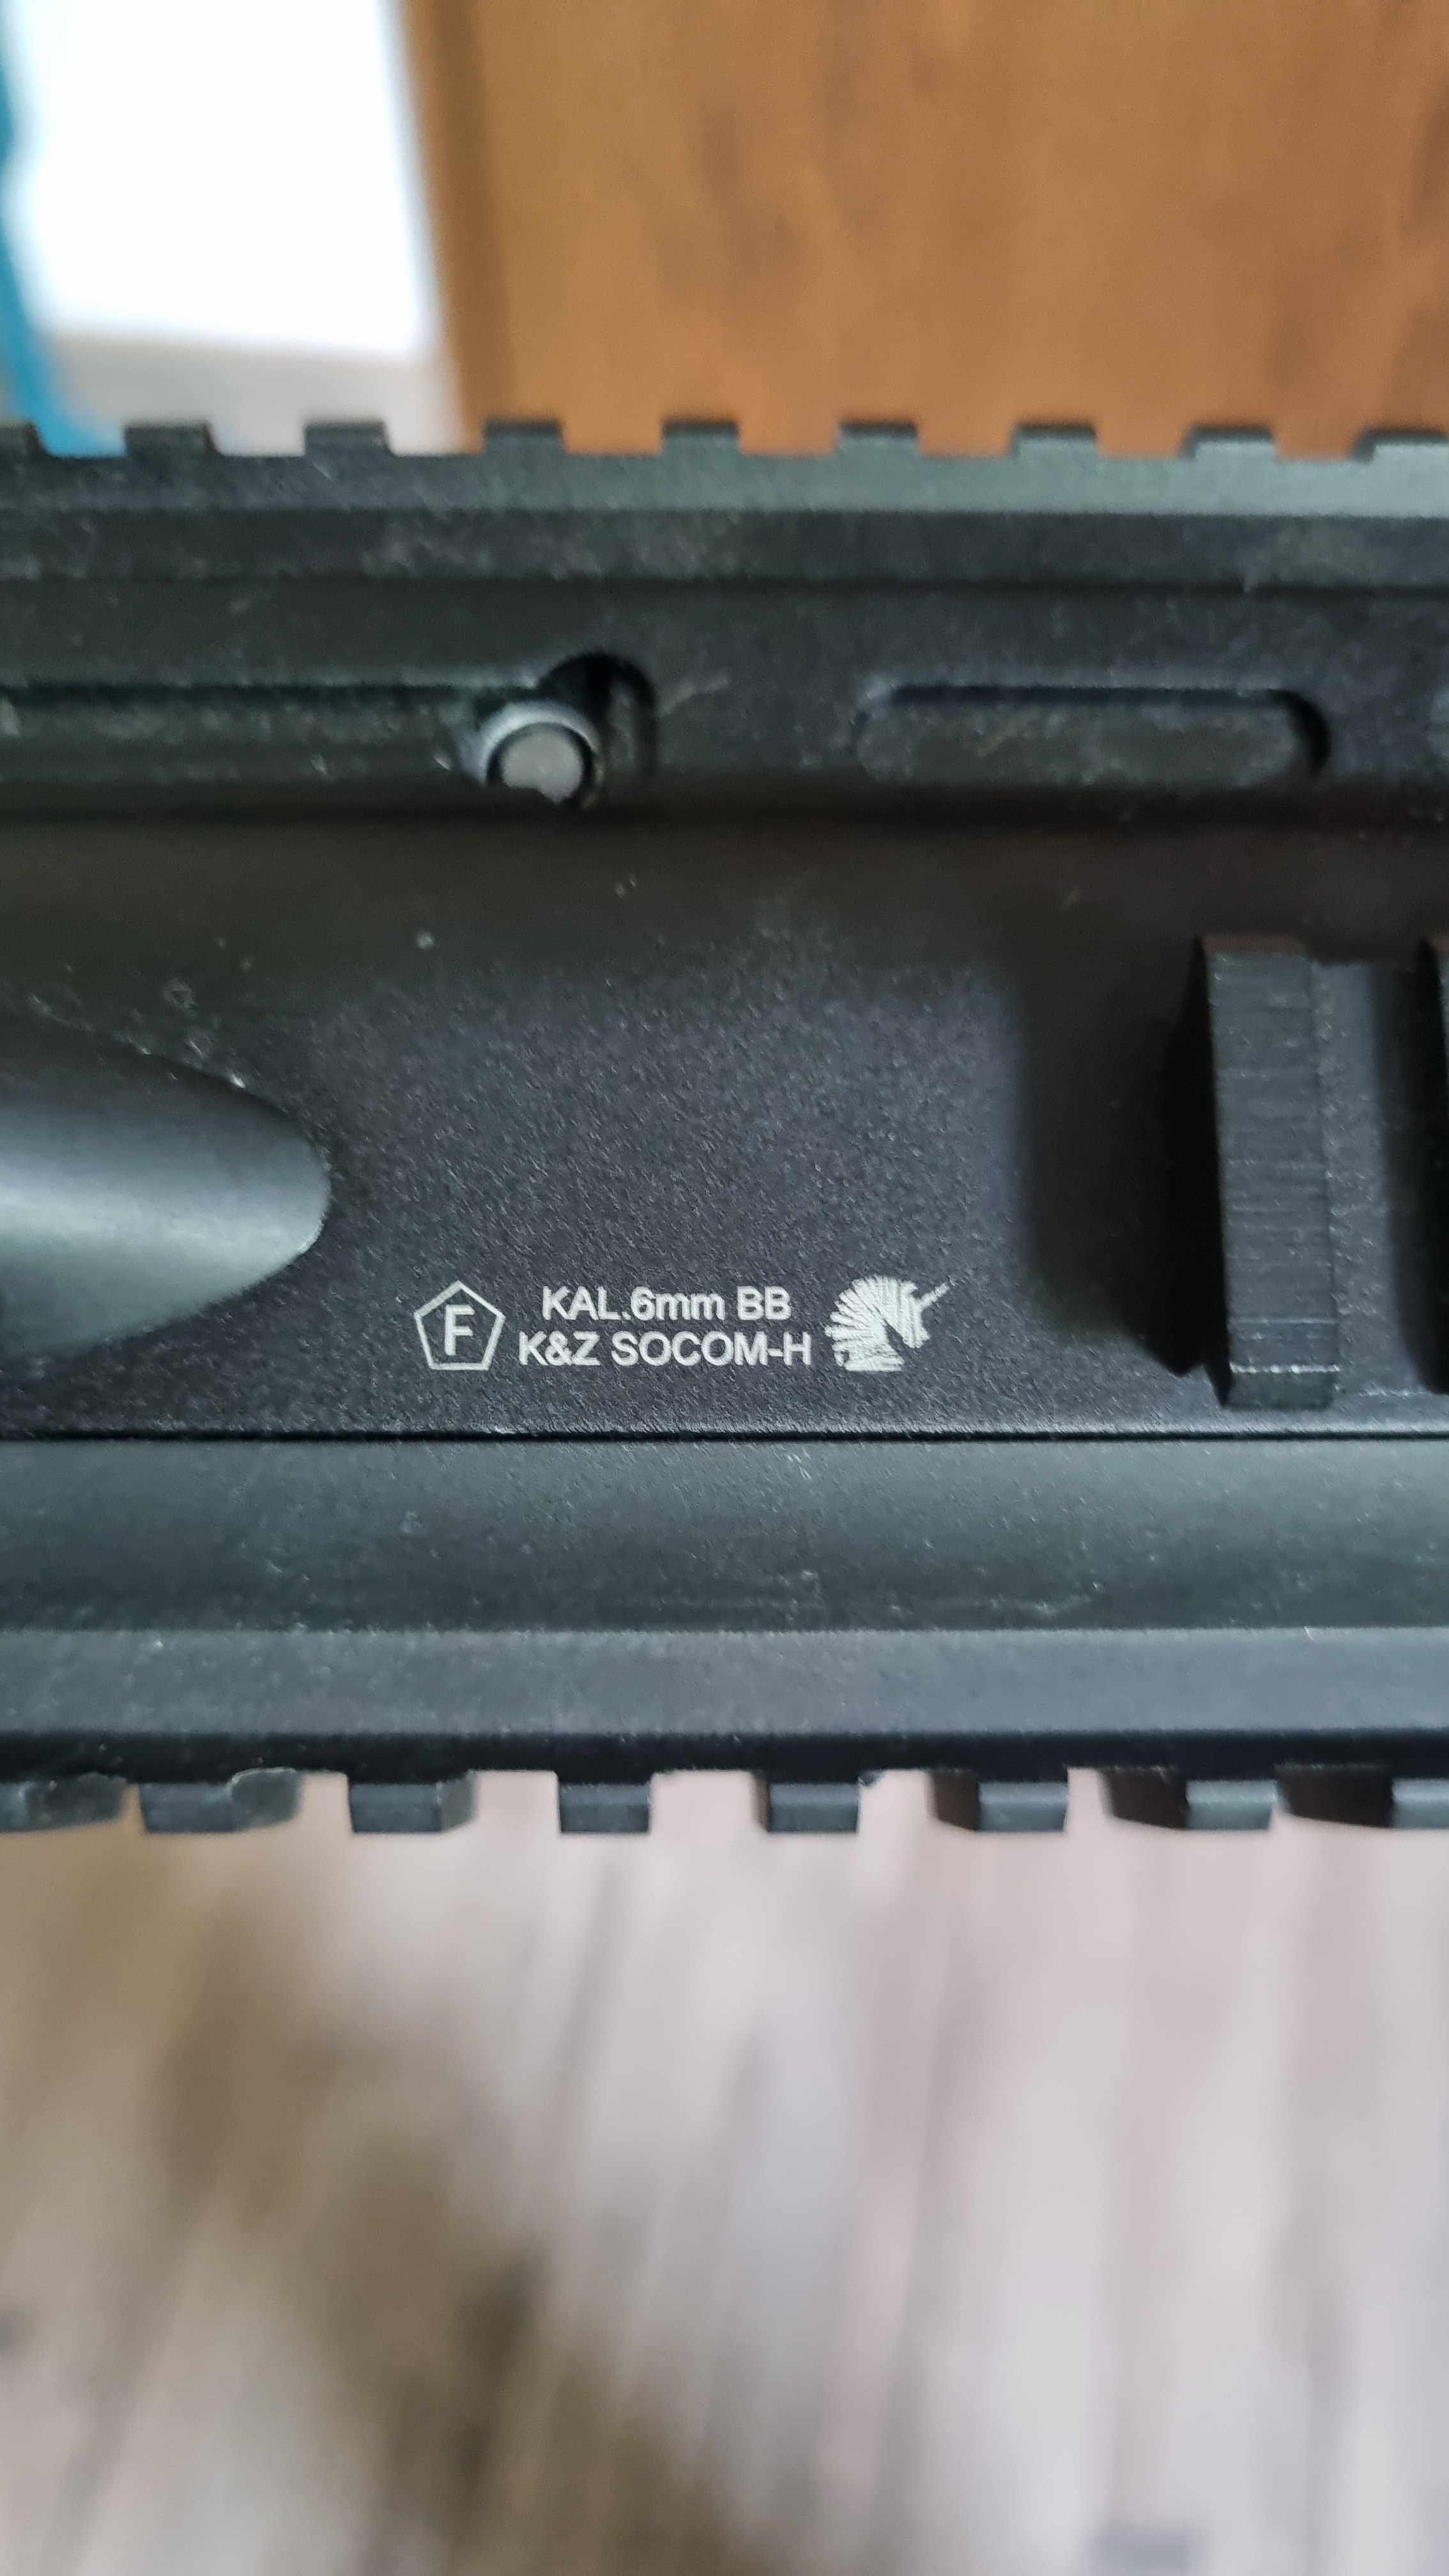 F
KAL.6mm BB
K&Z SOCOM-H